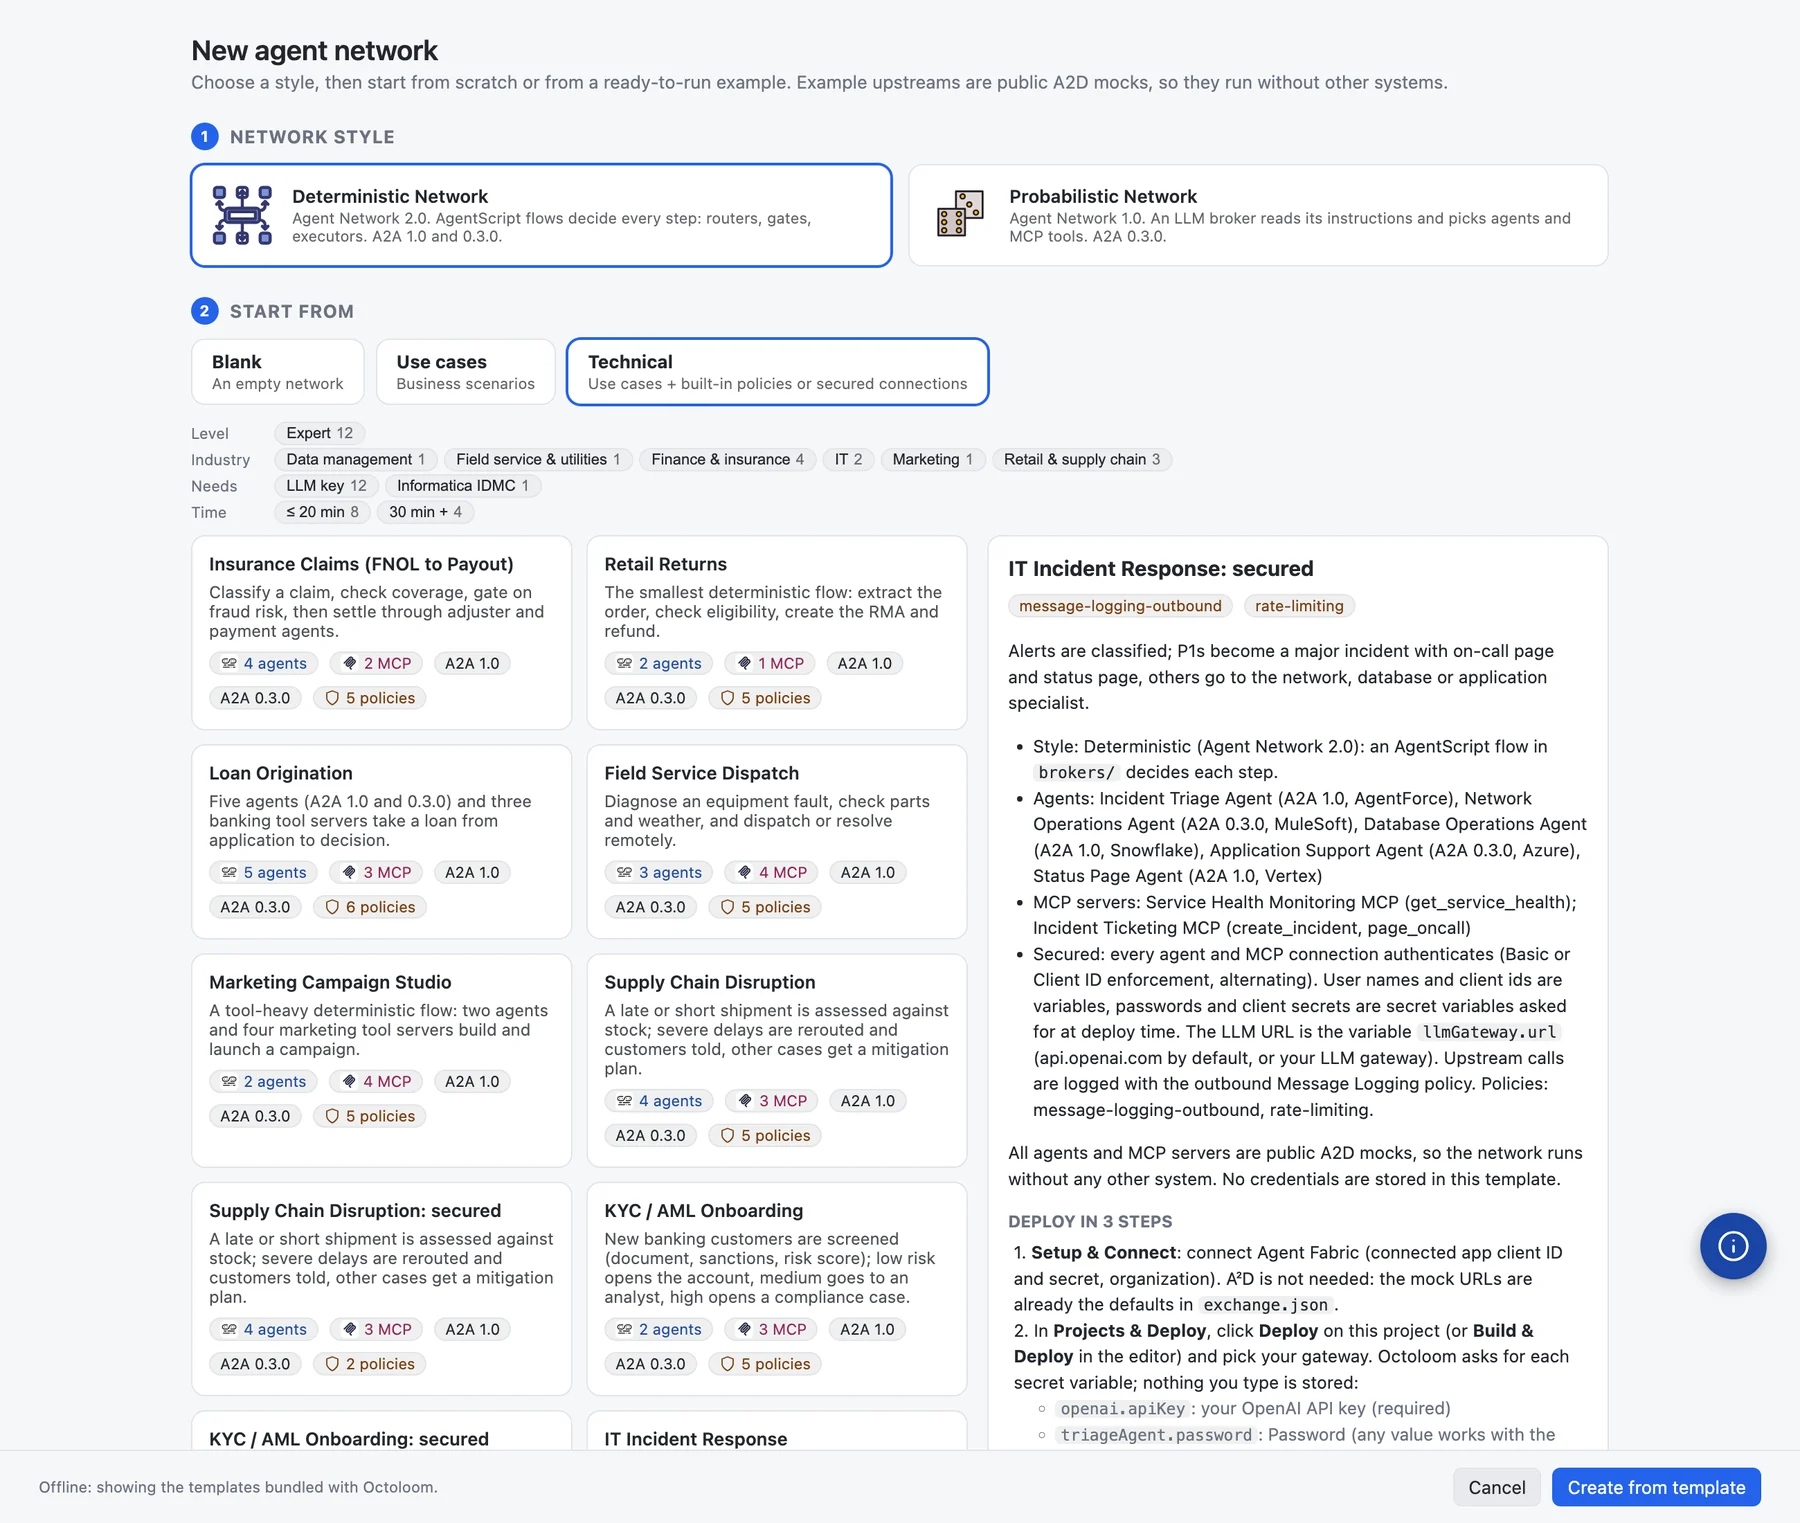 New agent network
Choose a style, then start from scratch or from a ready-to-run example. Example upstreams are public A2D mocks, so they run without other systems.
1 NETWORK STYLE
Deterministic Network
Agent Network 2.0. AgentScript flows decide every step: routers, gates,
executors. A2A 1.0 and 0.3.0.
Probabilistic Network
Agent Network 1.0. An LLM broker reads its instructions and picks agents and
MCP tools. A2A 0.3.0.
2 START FROM
Blank
An empty network
Use cases
Business scenarios
Technical
Use cases + built-in policies or secured connections
Level Expert 12
Industry Data management 1 Field service & utilities 1 Finance & insurance 4 IT 2 Marketing 1 Retail & supply chain 3
Needs LLM key 12 Informatica IDMC 1
Time ≤ 20 min 8 30 min + 4
Insurance Claims (FNOL to Payout)
Classify a claim, check coverage, gate on
fraud risk, then settle through adjuster and
payment agents.
4 agents 2 MCP A2A 1.0
A2A 0.3.0 5 policies
Retail Returns
The smallest deterministic flow: extract the
order, check eligibility, create the RMA and
refund.
2 agents 1 MCP A2A 1.0
A2A 0.3.0 5 policies
Loan Origination
Five agents (A2A 1.0 and 0.3.0) and three
banking tool servers take a loan from
application to decision.
5 agents 3 MCP A2A 1.0
A2A 0.3.0 6 policies
Field Service Dispatch
Diagnose an equipment fault, check parts
and weather, and dispatch or resolve
remotely.
3 agents 4 MCP A2A 1.0
A2A 0.3.0 5 policies
Marketing Campaign Studio
A tool-heavy deterministic flow: two agents
and four marketing tool servers build and
launch a campaign.
2 agents 4 MCP A2A 1.0
A2A 0.3.0 5 policies
Supply Chain Disruption
A late or short shipment is assessed against
stock; severe delays are rerouted and
customers told, other cases get a mitigation
plan.
4 agents 3 MCP A2A 1.0
A2A 0.3.0 5 policies
Supply Chain Disruption: secured
A late or short shipment is assessed against
stock; severe delays are rerouted and
customers told, other cases get a mitigation
plan.
4 agents 3 MCP A2A 1.0
A2A 0.3.0 2 policies
KYC / AML Onboarding
New banking customers are screened
(document, sanctions, risk score); low risk
opens the account, medium goes to an
analyst, high opens a compliance case.
2 agents 3 MCP A2A 1.0
A2A 0.3.0 5 policies
KYC / AML Onboarding: secured
IT Incident Response
IT Incident Response: secured
message-logging-outbound rate-limiting
Alerts are classified; P1s become a major incident with on-call page
and status page, others go to the network, database or application
specialist.
• Style: Deterministic (Agent Network 2.0): an AgentScript flow in
brokers/ decides each step.
• Agents: Incident Triage Agent (A2A 1.0, AgentForce), Network
Operations Agent (A2A 0.3.0, MuleSoft), Database Operations Agent
(A2A 1.0, Snowflake), Application Support Agent (A2A 0.3.0, Azure),
Status Page Agent (A2A 1.0, Vertex)
• MCP servers: Service Health Monitoring MCP (get_service_health);
Incident Ticketing MCP (create_incident, page_oncall)
• Secured: every agent and MCP connection authenticates (Basic or
Client ID enforcement, alternating). User names and client ids are
variables, passwords and client secrets are secret variables asked
for at deploy time. The LLM URL is the variable llmGateway.url
(api.openai.com by default, or your LLM gateway). Upstream calls
are logged with the outbound Message Logging policy. Policies:
message-logging-outbound, rate-limiting.
All agents and MCP servers are public A2D mocks, so the network runs
without any other system. No credentials are stored in this template.
DEPLOY IN 3 STEPS
1. Setup & Connect: connect Agent Fabric (connected app client ID
and secret, organization). A²D is not needed: the mock URLs are
already the defaults in exchange.json.
2. In Projects & Deploy, click Deploy on this project (or Build &
Deploy in the editor) and pick your gateway. Octoloom asks for each
secret variable; nothing you type is stored:
◦ openai.apiKey: your OpenAI API key (required)
◦ triageAgent.password: Password (any value works with the
Offline: showing the templates bundled with Octoloom.
Cancel
Create from template